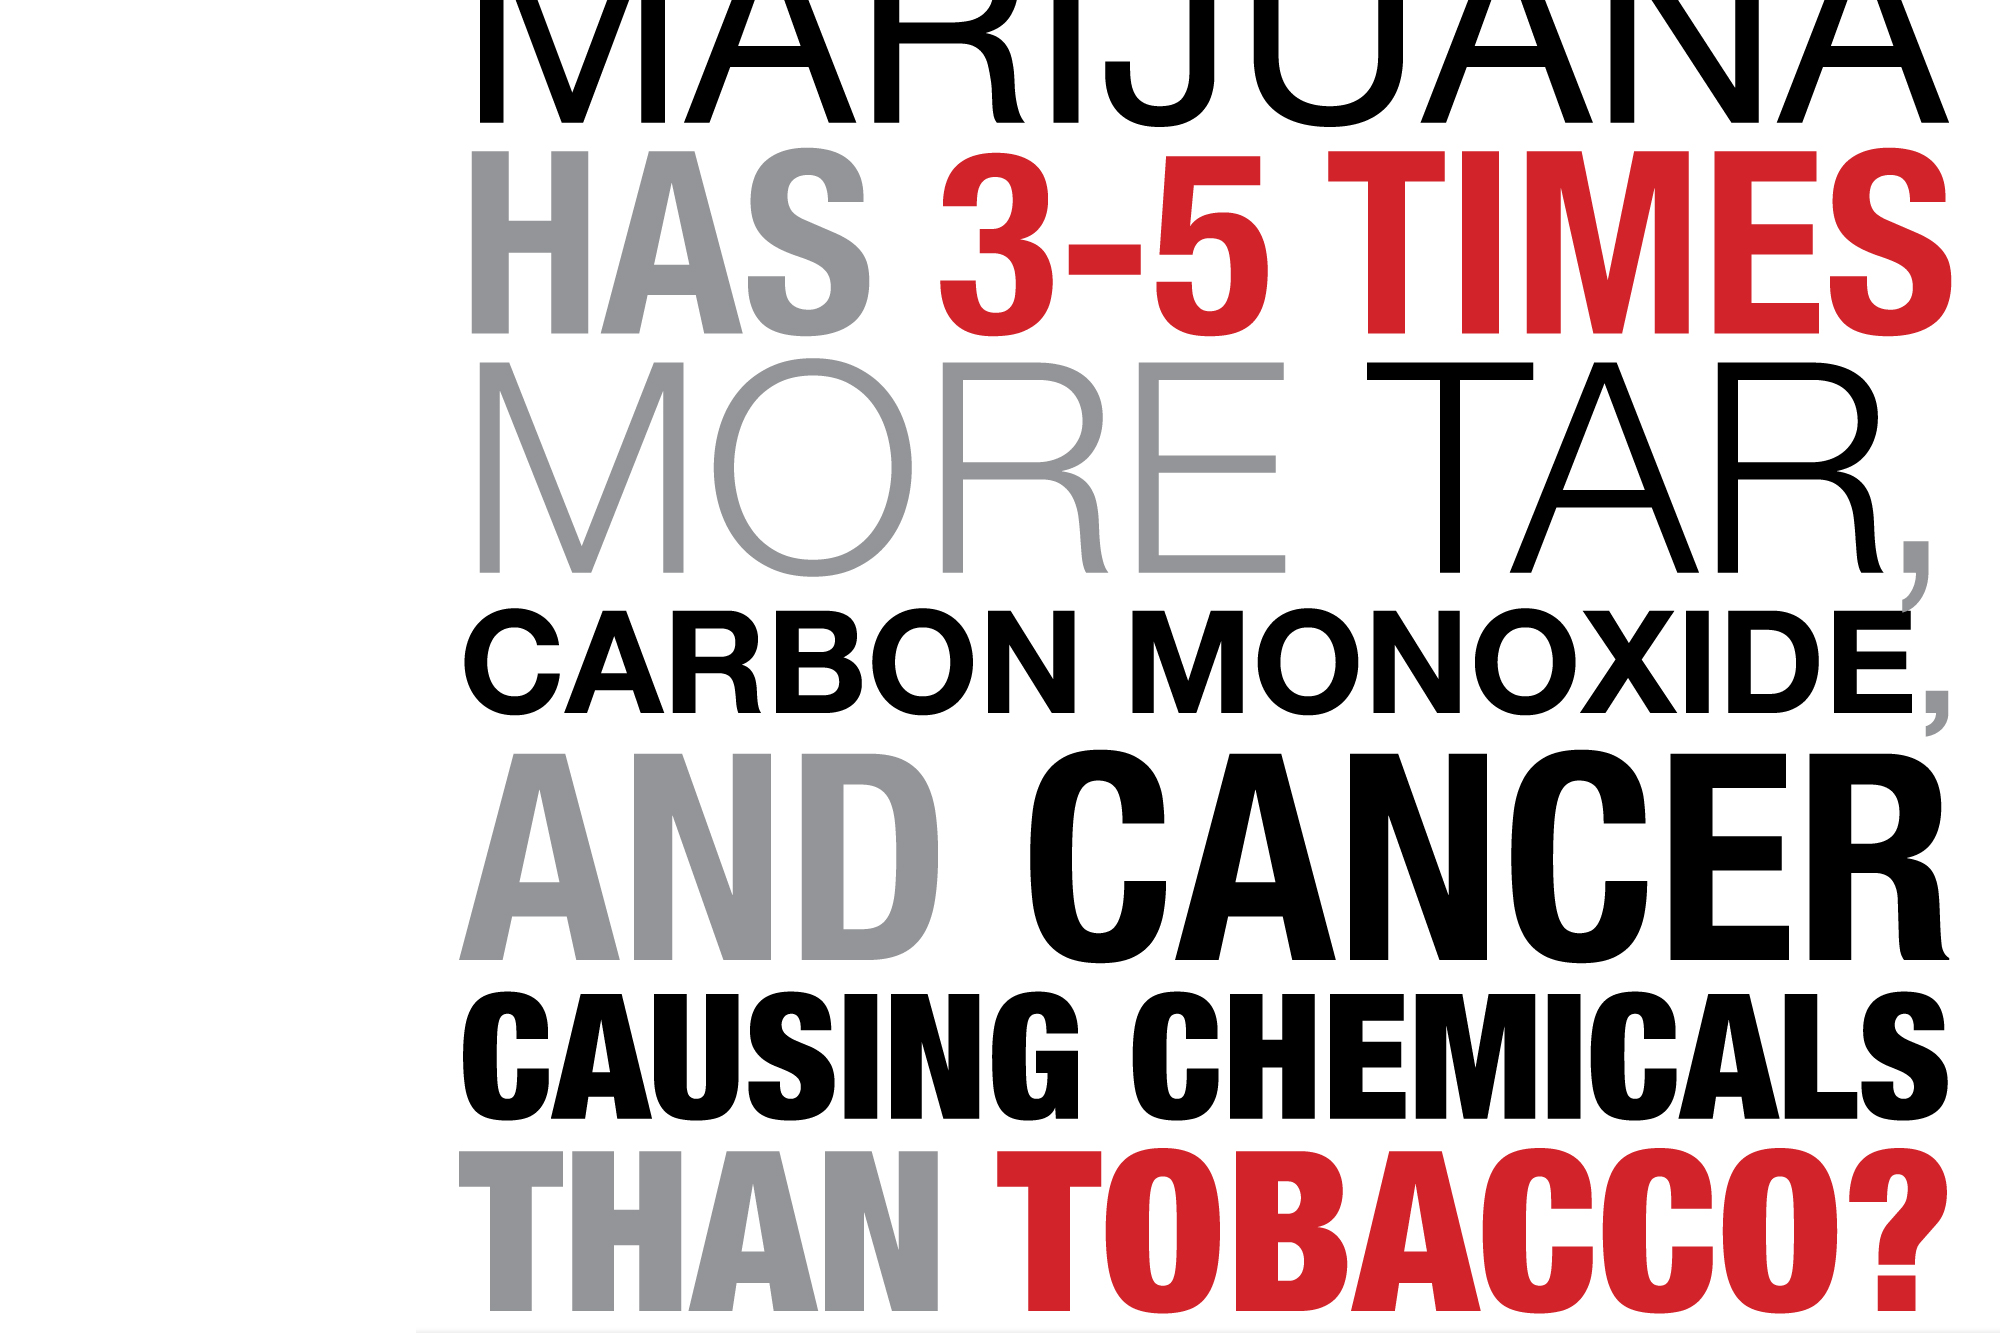 MARIJUANA
HAS 3-5 TIMES
MORE TAR,
CARBON MONOXIDE,
AND CANCER
CAUSING CHEMICALS
THAN TOBACCO?